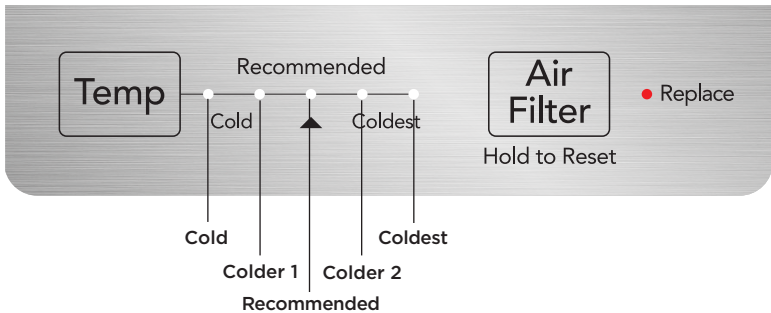 Temp
Recommended
Cold
Coldest
Air
Filter
Hold to Reset
Replace
Cold
Coldest
Colder 1
Colder 2
Recommended